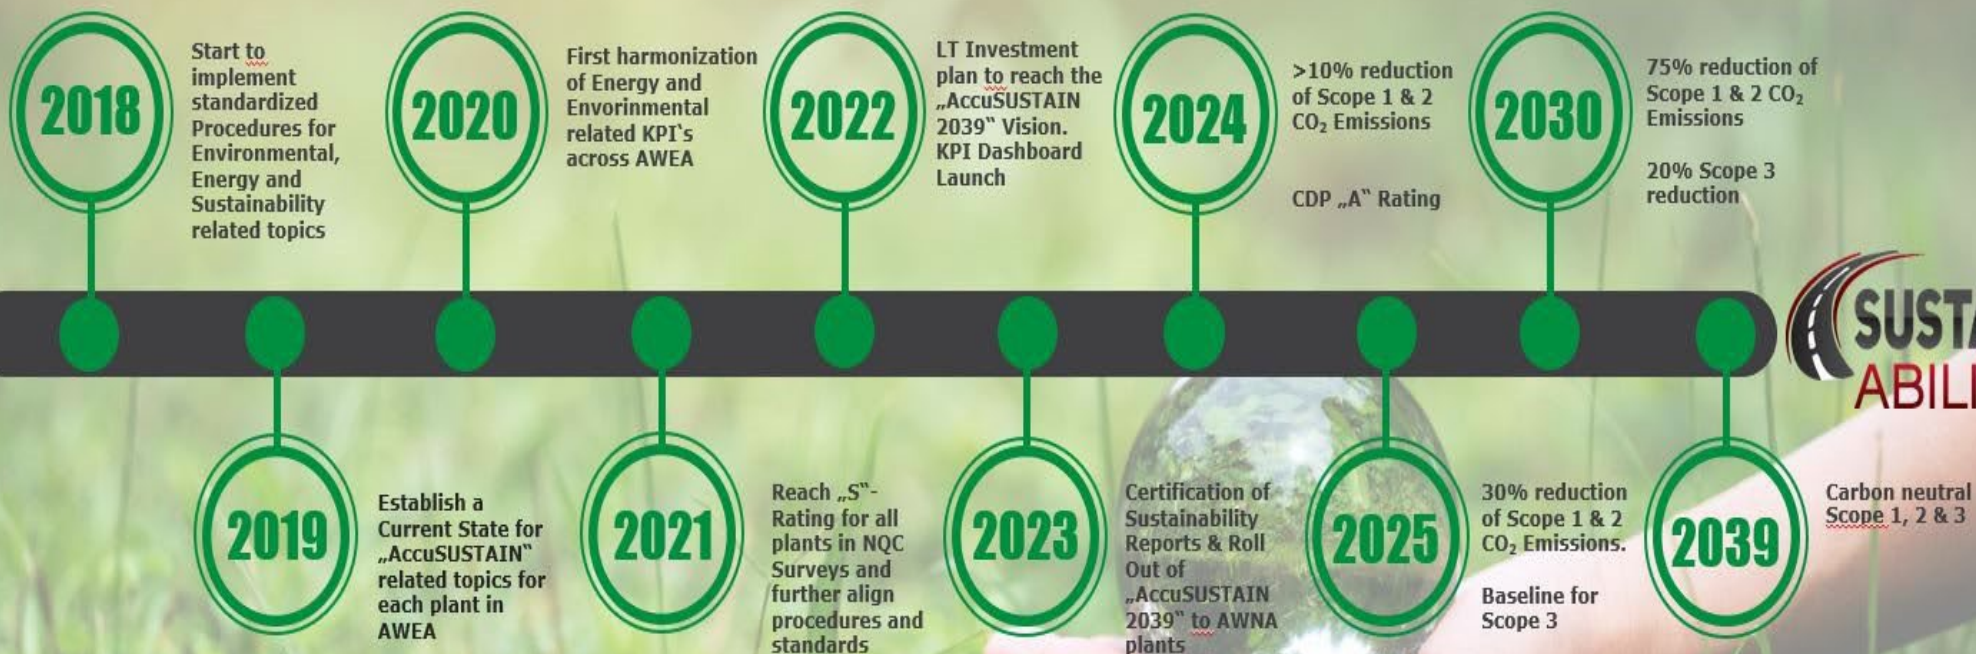 2018
Start to
implement
standardized
Procedures for
Environmental,
Energy and
Sustainability
related topics
2020
First harmonization
of Energy and
Envorinmental
related KPI‛s
across AWEA
2022
LT Investment
plan to reach the
„AccuSUSTAIN
2039‟ Vision.
KPI Dashboard
Launch
2024
>10% reduction
of Scope 1 & 2
CO₂ Emissions
CDP „A‟ Rating
2030
75% reduction of
Scope 1 & 2 CO₂
Emissions
20% Scope 3
reduction
SUSTA
ABILI
2019
Establish a
Current State for
„AccuSUSTAIN‟
related topics for
each plant in
AWEA
2021
Reach „S‟-
Rating for all
plants in NQC
Surveys and
further align
procedures and
standards
2023
Certification of
Sustainability
Reports & Roll
Out of
„AccuSUSTAIN
2039‟ to AWNA
plants
2025
30% reduction
of Scope 1 & 2
CO₂ Emissions.
Baseline for
Scope 3
2039
Carbon neutral
Scope 1, 2 & 3